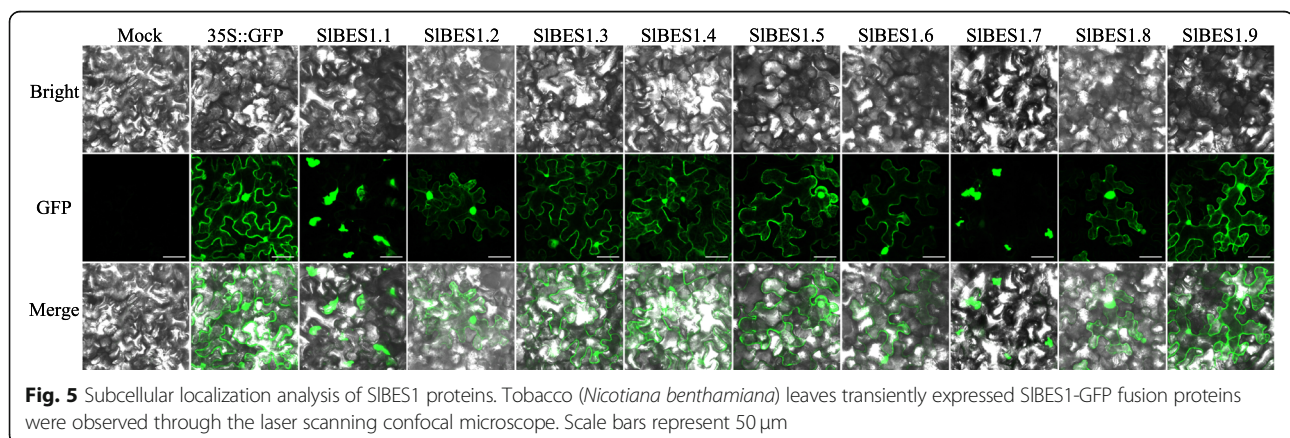 Mock 35S::GFP SlBES1.1 SlBES1.2 SlBES1.3 SlBES1.4 SlBES1.5 SlBES1.6 SlBES1.7 SlBES1.8 SlBES1.9
Bright
GFP
Merge
Fig. 5 Subcellular localization analysis of SlBES1 proteins. Tobacco (Nicotiana benthamiana) leaves transiently expressed SlBES1-GFP fusion proteins
were observed through the laser scanning confocal microscope. Scale bars represent 50 μm